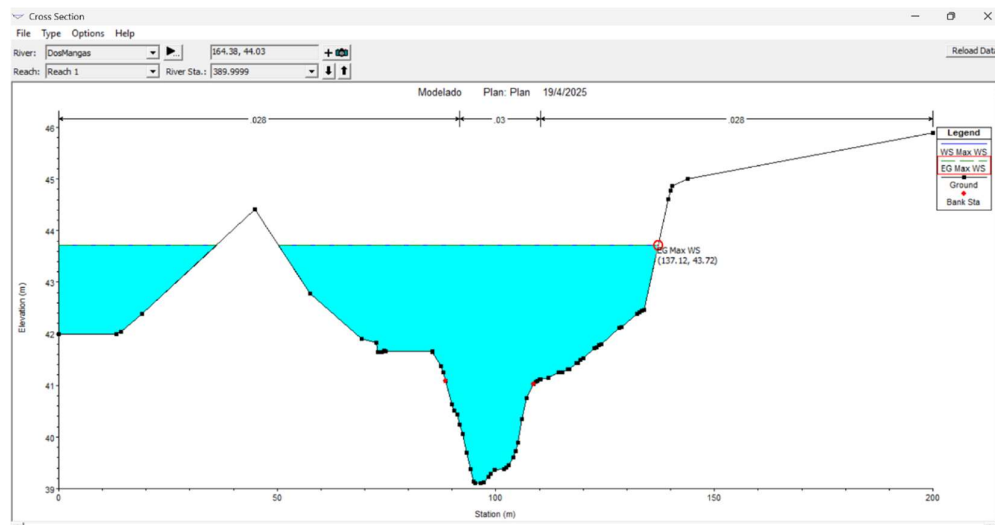 Cross Section
File Type Options Help
River: DosMangas 164.38, 44.03 Reload Data
Reach: Reach 1 River Sta.: 389.9999
Modelado Plan: Plan 19/4/2025
.028 .03 .028
Legend
WS Max WS
EG Max WS
Ground
Bank Sta
EG Max WS
(137.12, 43.72)
Elevation (m)
46
45
44
43
42
41
40
39
0 50 100 150 200
Station (m)